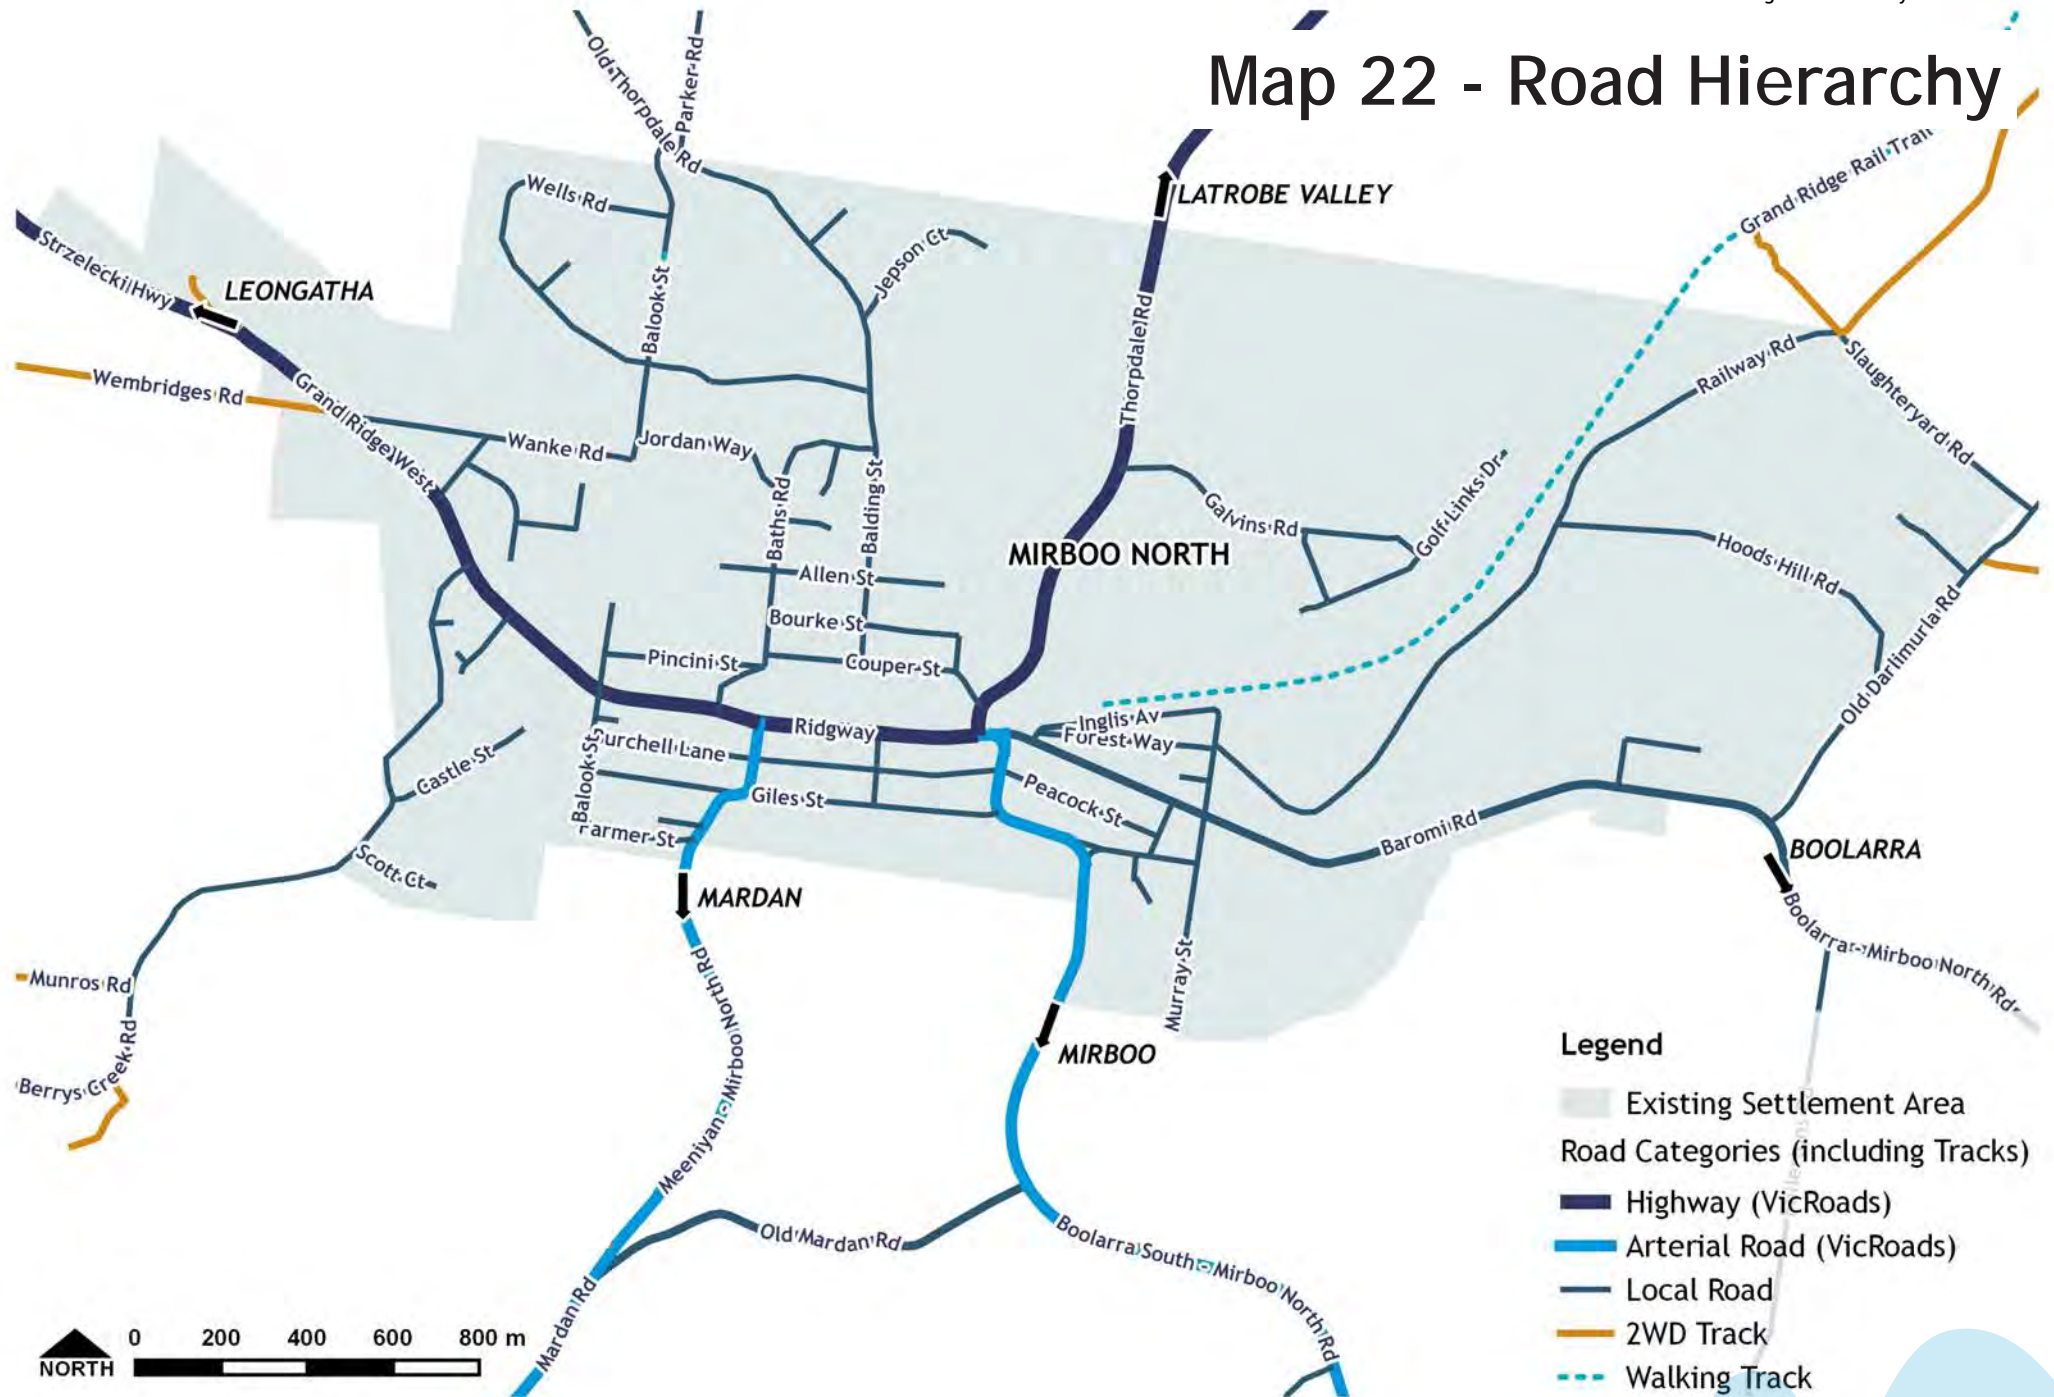 Map 22 - Road Hierarchy
Old Thorpdale Rd
Parker Rd
Grand Ridge Rail Trail
Wells Rd
LATROBE VALLEY
Strzelecki Hwy
LEONGATHA
Jepson Ct
Balook St
Thorpdale Rd
Railway Rd
Slaughteryard Rd
Wembridges Rd
Grand Ridge West
Wanke Rd
Jordan Way
Baths Rd
Balding St
Galvins Rd
Golf Links Dr
MIRBOO NORTH
Hoods Hill Rd
Allen St
Bourke St
Pincini St
Couper St
Old Darlimurla Rd
Ridgway
Inglis Av
Forest Way
Balook St
urchell Lane
Castle St
Giles St
Peacock St
Farmer St
Baromi Rd
BOOLARRA
Scott Ct
MARDAN
Boolarra - Mirboo North Rd
Munros Rd
Murray St
Meeniyan Mirboo North Rd
MIRBOO
Berrys Creek Rd
Old Mardan Rd
Boolarra South Mirboo North Rd
Mardan Rd
Legend
Existing Settlement Area
Road Categories (including Tracks)
Highway (VicRoads)
Arterial Road (VicRoads)
Local Road
2WD Track
Walking Track
0 200 400 600 800 m
NORTH